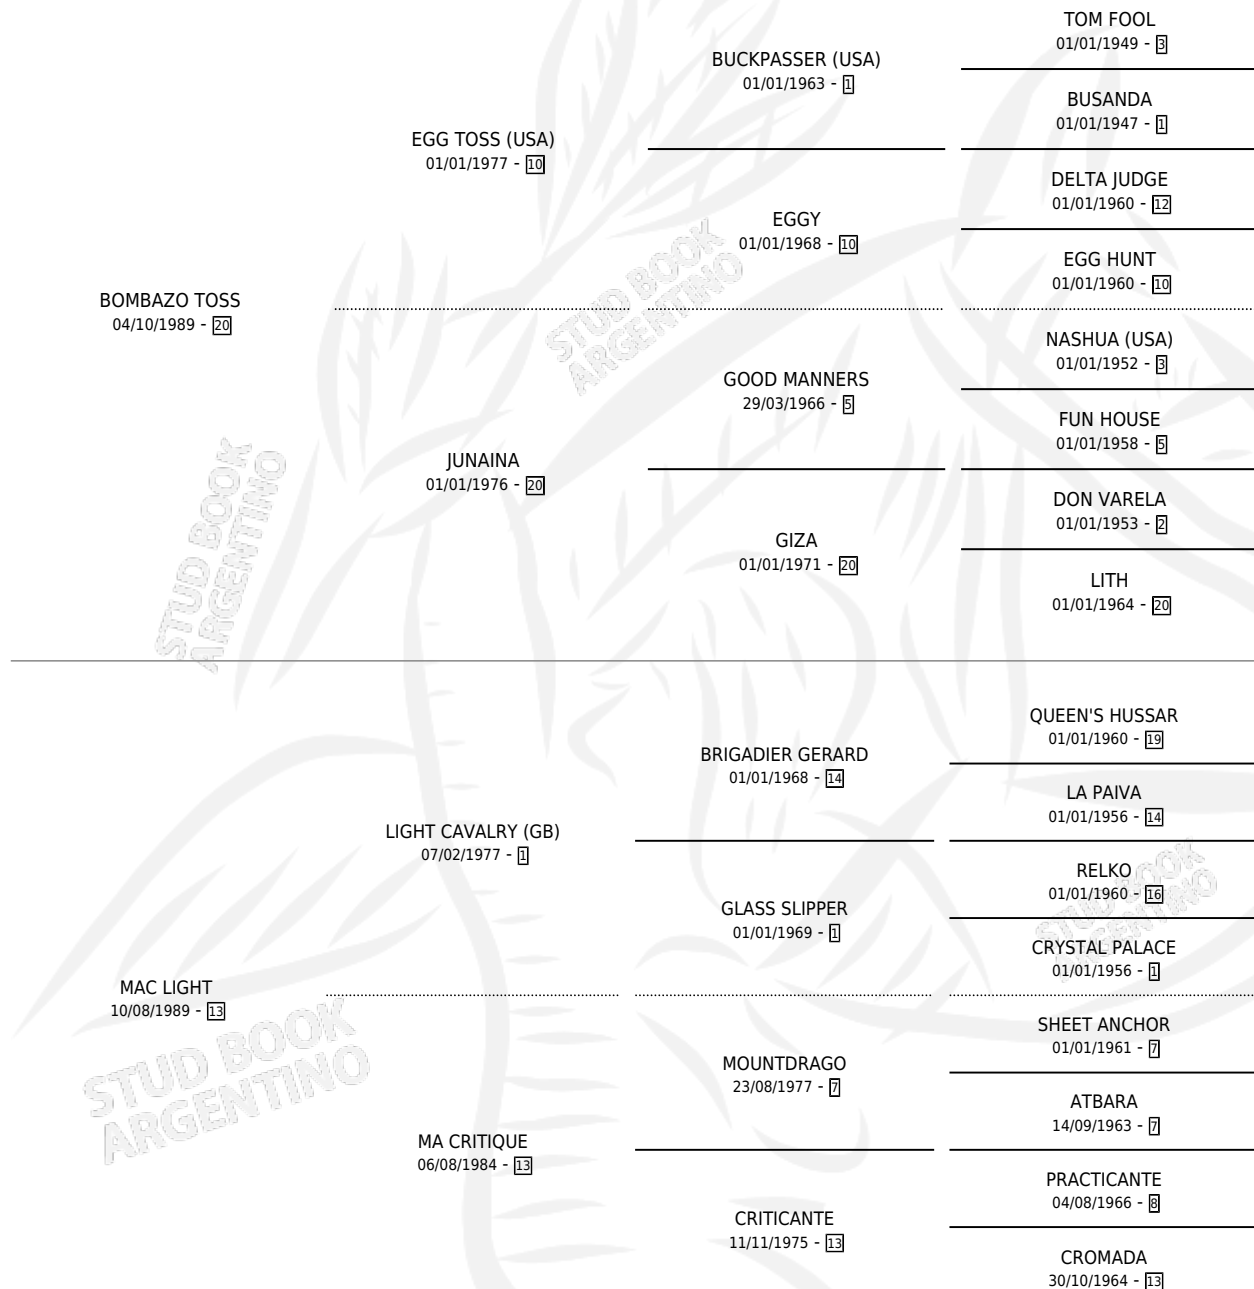 TOM FOOL
01/01/1949 - 3
BUCKPASSER (USA)
01/01/1963 - 1
BUSANDA
01/01/1947 - 1
EGG TOSS (USA)
01/01/1977 - 10
DELTA JUDGE
01/01/1960 - 12
EGGY
01/01/1968 - 10
EGG HUNT
01/01/1960 - 10
BOMBAZO TOSS
04/10/1989 - 20
STUD BOOK
ARGENTINO
NASHUA (USA)
01/01/1952 - 3
GOOD MANNERS
29/03/1966 - 5
FUN HOUSE
01/01/1958 - 5
JUNAINA
01/01/1976 - 20
DON VARELA
01/01/1953 - 2
GIZA
01/01/1971 - 20
LITH
01/01/1964 - 20
STUD BOOK
ARGENTINO
QUEEN'S HUSSAR
01/01/1960 - 19
BRIGADIER GERARD
01/01/1968 - 14
LA PAIVA
01/01/1956 - 14
LIGHT CAVALRY (GB)
07/02/1977 - 1
RELKO
01/01/1960 - 16
GLASS SLIPPER
01/01/1969 - 1
STUD BOOK
ARGENTINO
CRYSTAL PALACE
01/01/1956 - 1
MAC LIGHT
10/08/1989 - 13
SHEET ANCHOR
01/01/1961 - 7
MOUNTDRAGO
23/08/1977 - 7
STUD BOOK
ARGENTINO
ATBARA
14/09/1963 - 7
MA CRITIQUE
06/08/1984 - 13
PRACTICANTE
04/08/1966 - 8
CRITICANTE
11/11/1975 - 13
CROMADA
30/10/1964 - 13